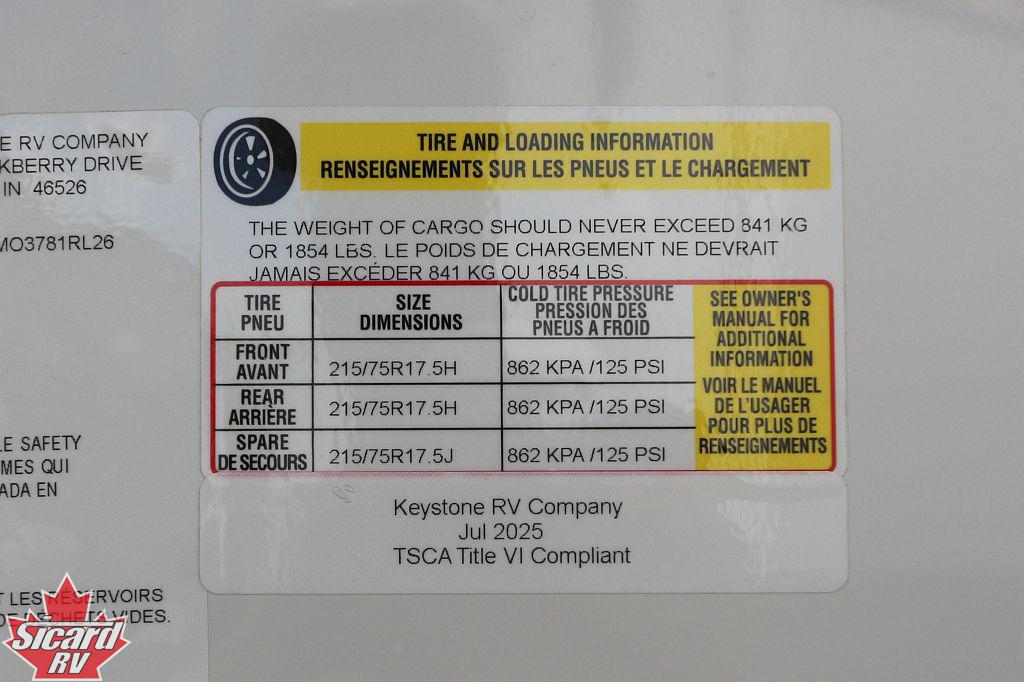 E RV COMPANY
KBERRY DRIVE
IN 46526
MO3781RL26
LE SAFETY
MES QUI
ADA EN
T LES RÉSERVOIRS
DE DÉCHETS VIDES.
TIRE AND LOADING INFORMATION
RENSEIGNEMENTS SUR LES PNEUS ET LE CHARGEMENT
THE WEIGHT OF CARGO SHOULD NEVER EXCEED 841 KG
OR 1854 LBS. LE POIDS DE CHARGEMENT NE DEVRAIT
JAMAIS EXCÉDER 841 KG OU 1854 LBS.
TIRE
PNEU
SIZE
DIMENSIONS
COLD TIRE PRESSURE
PRESSION DES
PNEUS A FROID
FRONT
AVANT
215/75R17.5H
862 KPA /125 PSI
REAR
ARRIÈRE
215/75R17.5H
862 KPA /125 PSI
SPARE
DE SECOURS
215/75R17.5J
862 KPA /125 PSI
SEE OWNER'S
MANUAL FOR
ADDITIONAL
INFORMATION
VOIR LE MANUEL
DE L'USAGER
POUR PLUS DE
RENSEIGNEMENTS
Keystone RV Company
Jul 2025
TSCA Title VI Compliant
Sicard
RV